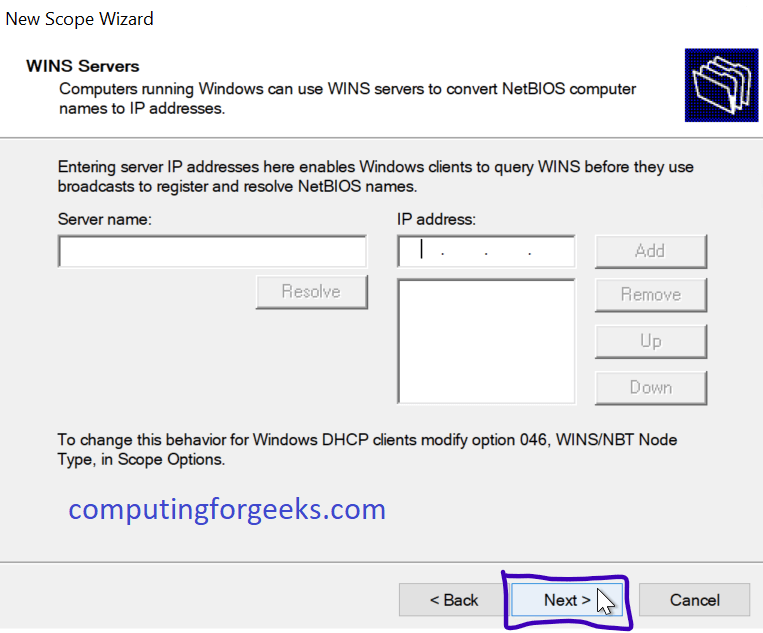 New Scope Wizard
WINS Servers
Computers running Windows can use WINS servers to convert NetBIOS computer
names to IP addresses.
Entering server IP addresses here enables Windows clients to query WINS before they use
broadcasts to register and resolve NetBIOS names.
Server name:
IP address:
. . .
Add
Resolve
Remove
Up
Down
To change this behavior for Windows DHCP clients modify option 046, WINS/NBT Node
Type, in Scope Options.
computingforgeeks.com
< Back
Next >
Cancel